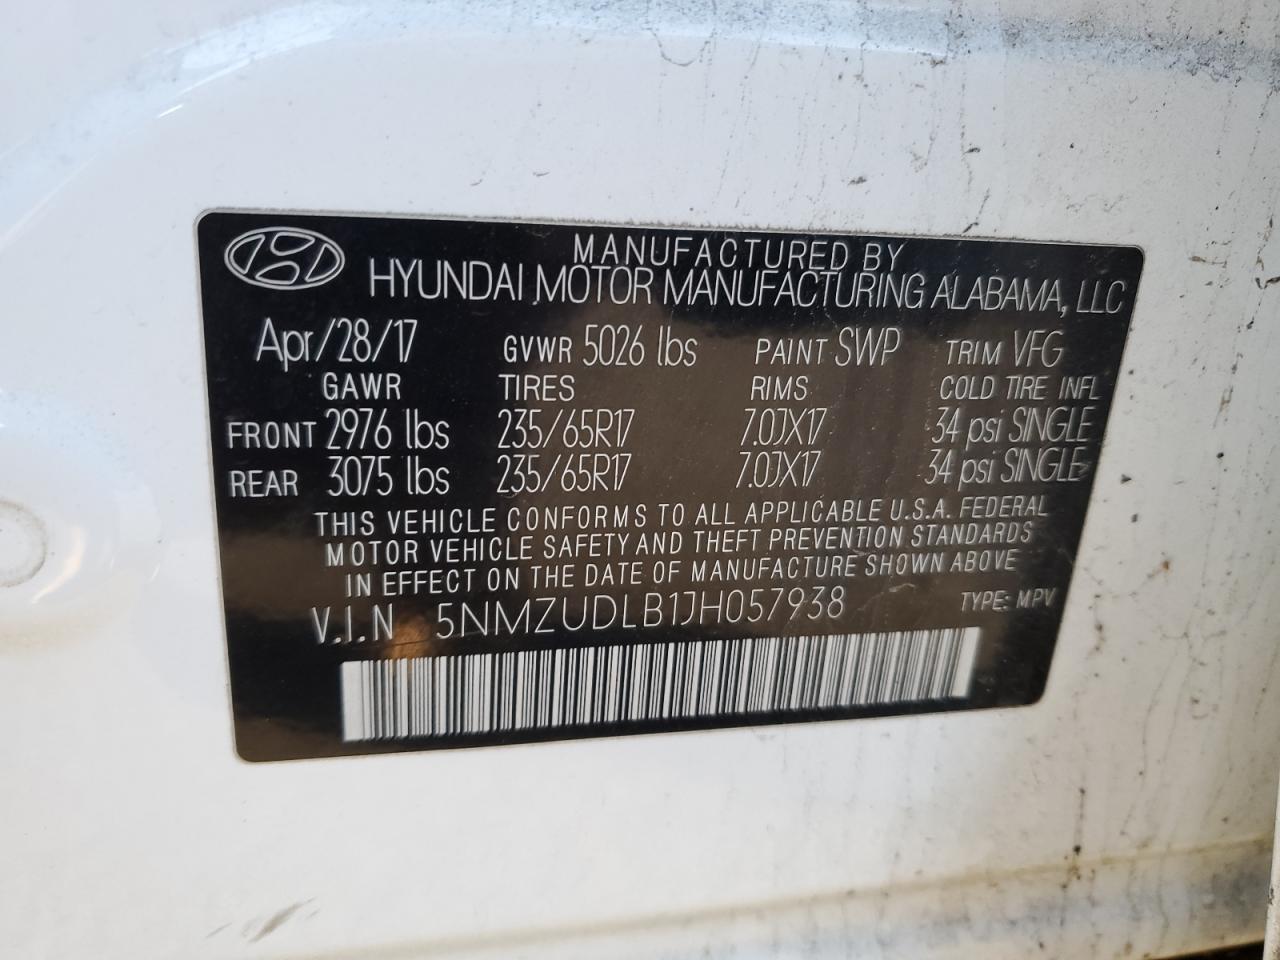 MANUFACTURED BY
HYUNDAI MOTOR MANUFACTURING ALABAMA, LLC
Apr/28/17 GVWR 5026 lbs PAINT SWP TRIM VFG
GAWR TIRES RIMS COLD TIRE INFL
FRONT 2976 lbs 235/65R17 7.0JX17 34 psi SINGLE
REAR 3075 lbs 235/65R17 7.0JX17 34 psi SINGLE
THIS VEHICLE CONFORMS TO ALL APPLICABLE U.S.A. FEDERAL
MOTOR VEHICLE SAFETY AND THEFT PREVENTION STANDARDS
IN EFFECT ON THE DATE OF MANUFACTURE SHOWN ABOVE
V.I.N 5NMZUDLB1JH057938 TYPE: MPV